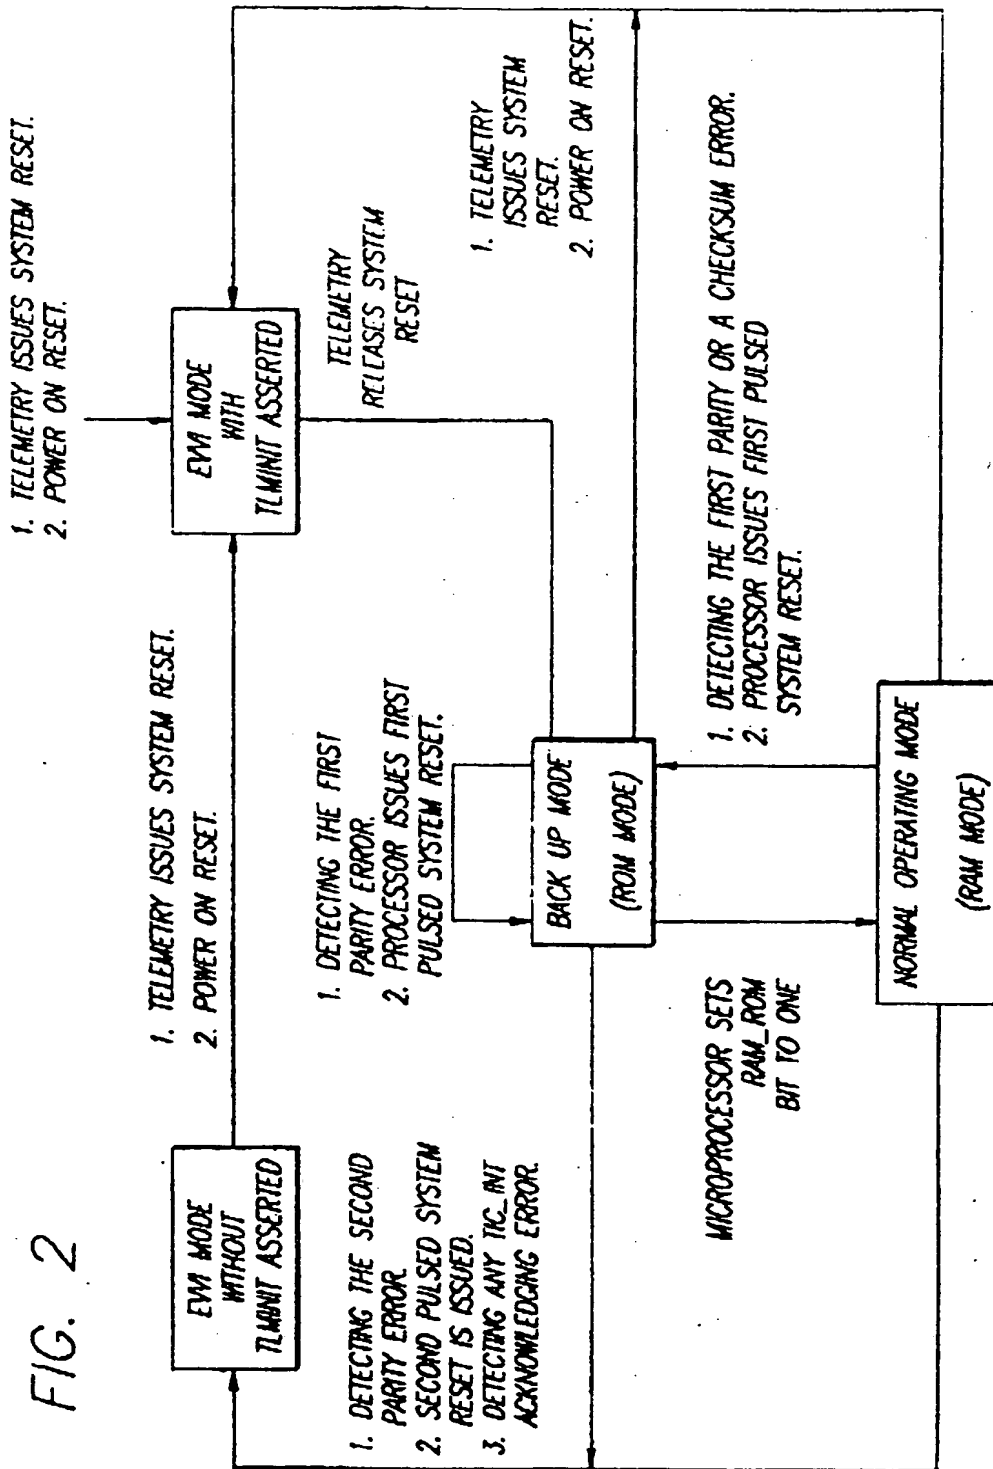 FIG. 2
1. TELEMETRY ISSUES SYSTEM RESET.
2. POWER ON RESET.
EVVI MODE
WITHOUT
TLMINIT ASSERTED
1. TELEMETRY ISSUES SYSTEM RESET.
2. POWER ON RESET.
EVVI MODE
WITH
TLMINIT ASSERTED
TELEMETRY
RELEASES SYSTEM
RESET
1. DETECTING THE SECOND
PARITY ERROR.
2. SECOND PULSED SYSTEM
RESET IS ISSUED.
3. DETECTING ANY TIC_INT
ACKNOWLEDGING ERROR.
1. DETECTING THE FIRST
PARITY ERROR.
2. PROCESSOR ISSUES FIRST
PULSED SYSTEM RESET.
1. TELEMETRY
ISSUES SYSTEM
RESET.
2. POWER ON RESET.
BACK UP MODE
(ROM MODE)
MICROPROCESSOR SETS
RAM_ROM
BIT TO ONE
1. DETECTING THE FIRST PARITY OR A CHECKSUM ERROR.
2. PROCESSOR ISSUES FIRST PULSED
SYSTEM RESET.
NORMAL OPERATING MODE
(RAM MODE)